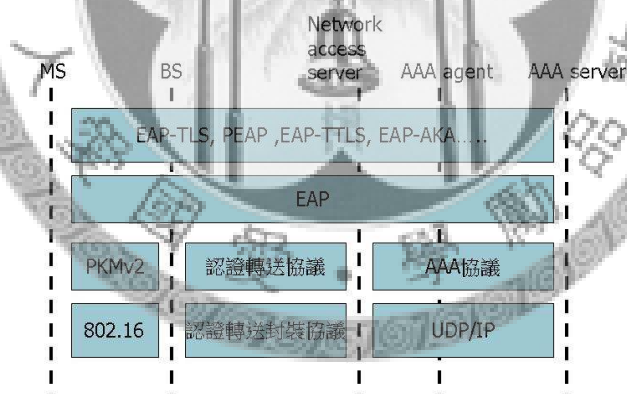 Network
access
MS BS server AAA agent AAA server
EAP-TLS, PEAP ,EAP-TTLS, EAP-AKA.....
EAP
PKMv2 認證轉送協議 AAA協議
802.16 認證轉送封裝協議 UDP/IP